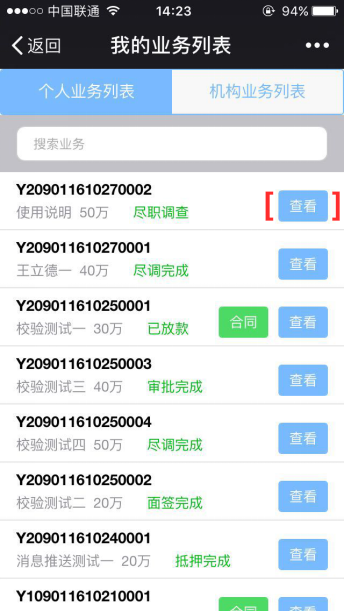 中国联通 14:23 94%
返回 我的业务列表
个人业务列表 机构业务列表
搜索业务
Y209011610270002
使用说明 50万 尽职调查 [查看]
Y209011610270001
王立德一 40万 尽调完成 查看
Y209011610250001
校验测试一 30万 已放款 合同 查看
Y209011610250003
校验测试三 40万 审批完成 查看
Y209011610250004
校验测试四 50万 尽调完成 查看
Y209011610250002
校验测试二 20万 面签完成 查看
Y209011610240001
消息推送测试一 20万 抵押完成 查看
Y109011610210001
合同 查看